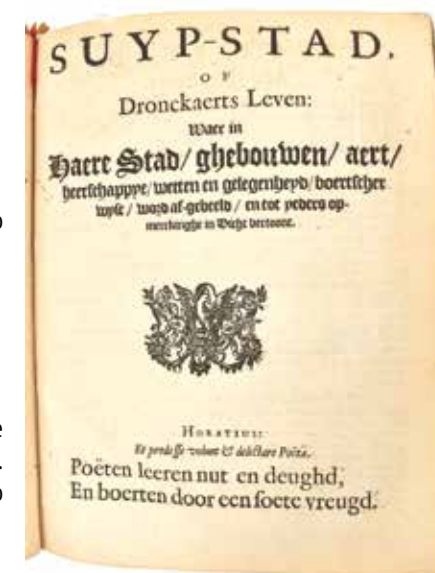 SUYP-STAD,
OF
Dronckaerts Leven:
Waer in
Haere Stad/ ghebouwen/ aert/
heerschappye/ wetten en gelegenheyd/ boertscher
wyse / word af-gebeeld / en tot yeders op-
merckinghe in Dicht vertoont.
HORATIUS:
Et prodesse volunt & delectare Poëtæ.
Poëten leeren nut en deughd,
En boerten door een soete vreugd.